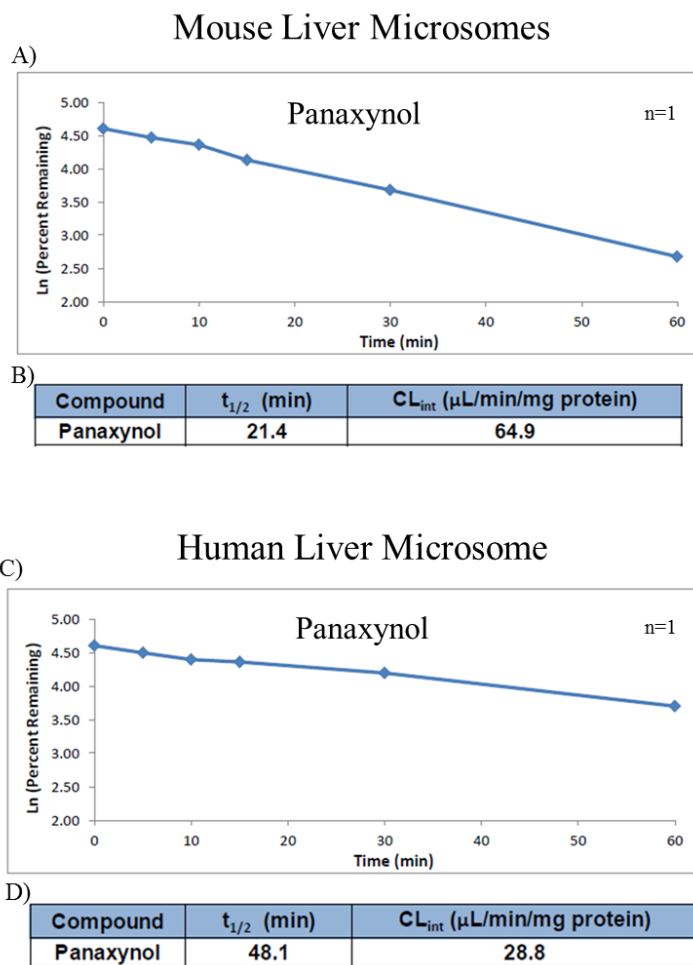 Mouse Liver Microsomes
A)
Panaxynol
n=1
Ln (Percent Remaining)
5.00
4.50
4.00
3.50
3.00
2.50
2.00
0 10 20 30 40 50 60
Time (min)
B)
Compound t1/2 (min) CLint (µL/min/mg protein)
Panaxynol 21.4 64.9
Human Liver Microsome
C)
Panaxynol
n=1
Ln (Percent Remaining)
5.00
4.50
4.00
3.50
3.00
2.50
2.00
0 10 20 30 40 50 60
Time (min)
D)
Compound t1/2 (min) CLint (µL/min/mg protein)
Panaxynol 48.1 28.8